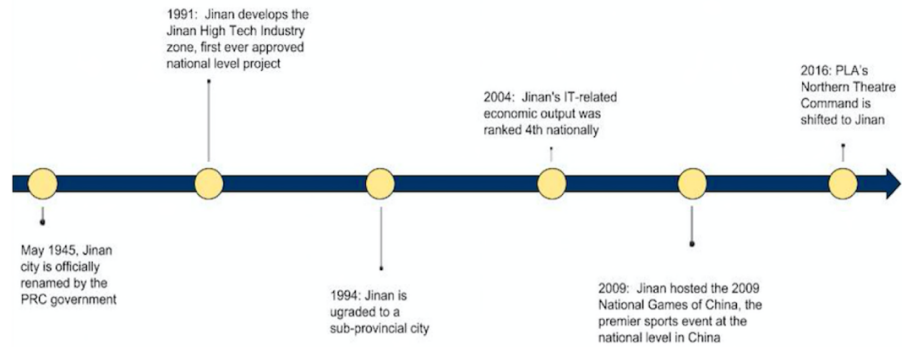 1991: Jinan develops the
Jinan High Tech Industry
zone, first ever approved
national level project
2004: Jinan's IT-related
economic output was
ranked 4th nationally
2016: PLA's
Northern Theatre
Command is
shifted to Jinan
May 1945, Jinan
city is officially
renamed by the
PRC government
1994: Jinan is
ugraded to a
sub-provincial city
2009: Jinan hosted the 2009
National Games of China, the
premier sports event at the
national level in China